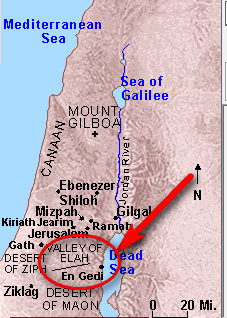 Mediterranean
Sea
Sea of
Galilee
MOUNT
GILBOA
CANAAN
Jordan River
Ebenezer
Shiloh
N
Mizpah
Gilgal
Kiriath Jearim
Ramah
Jerusalem
Gath
VALLEY OF
ELAH
Dead
Sea
DESERT
OF ZIPH
En Gedi
Ziklag
DESERT
OF MAON
0 20 Mi.